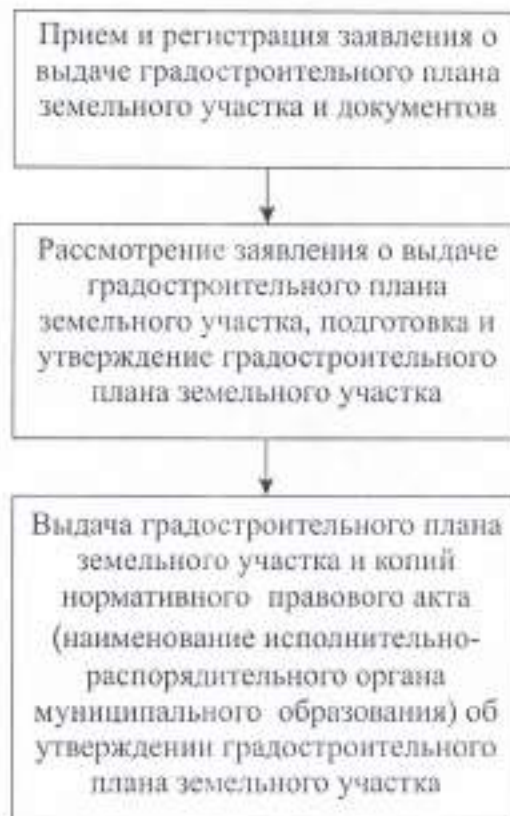 Прием и регистрация заявления о
выдаче градостроительного плана
земельного участка и документов
Рассмотрение заявления о выдаче
градостроительного плана
земельного участка, подготовка и
утверждение градостроительного
плана земельного участка
Выдача градостроительного плана
земельного участка и копий
нормативного правового акта
(наименование исполнительно-
распорядительного органа
муниципального образования) об
утверждении градостроительного
плана земельного участка